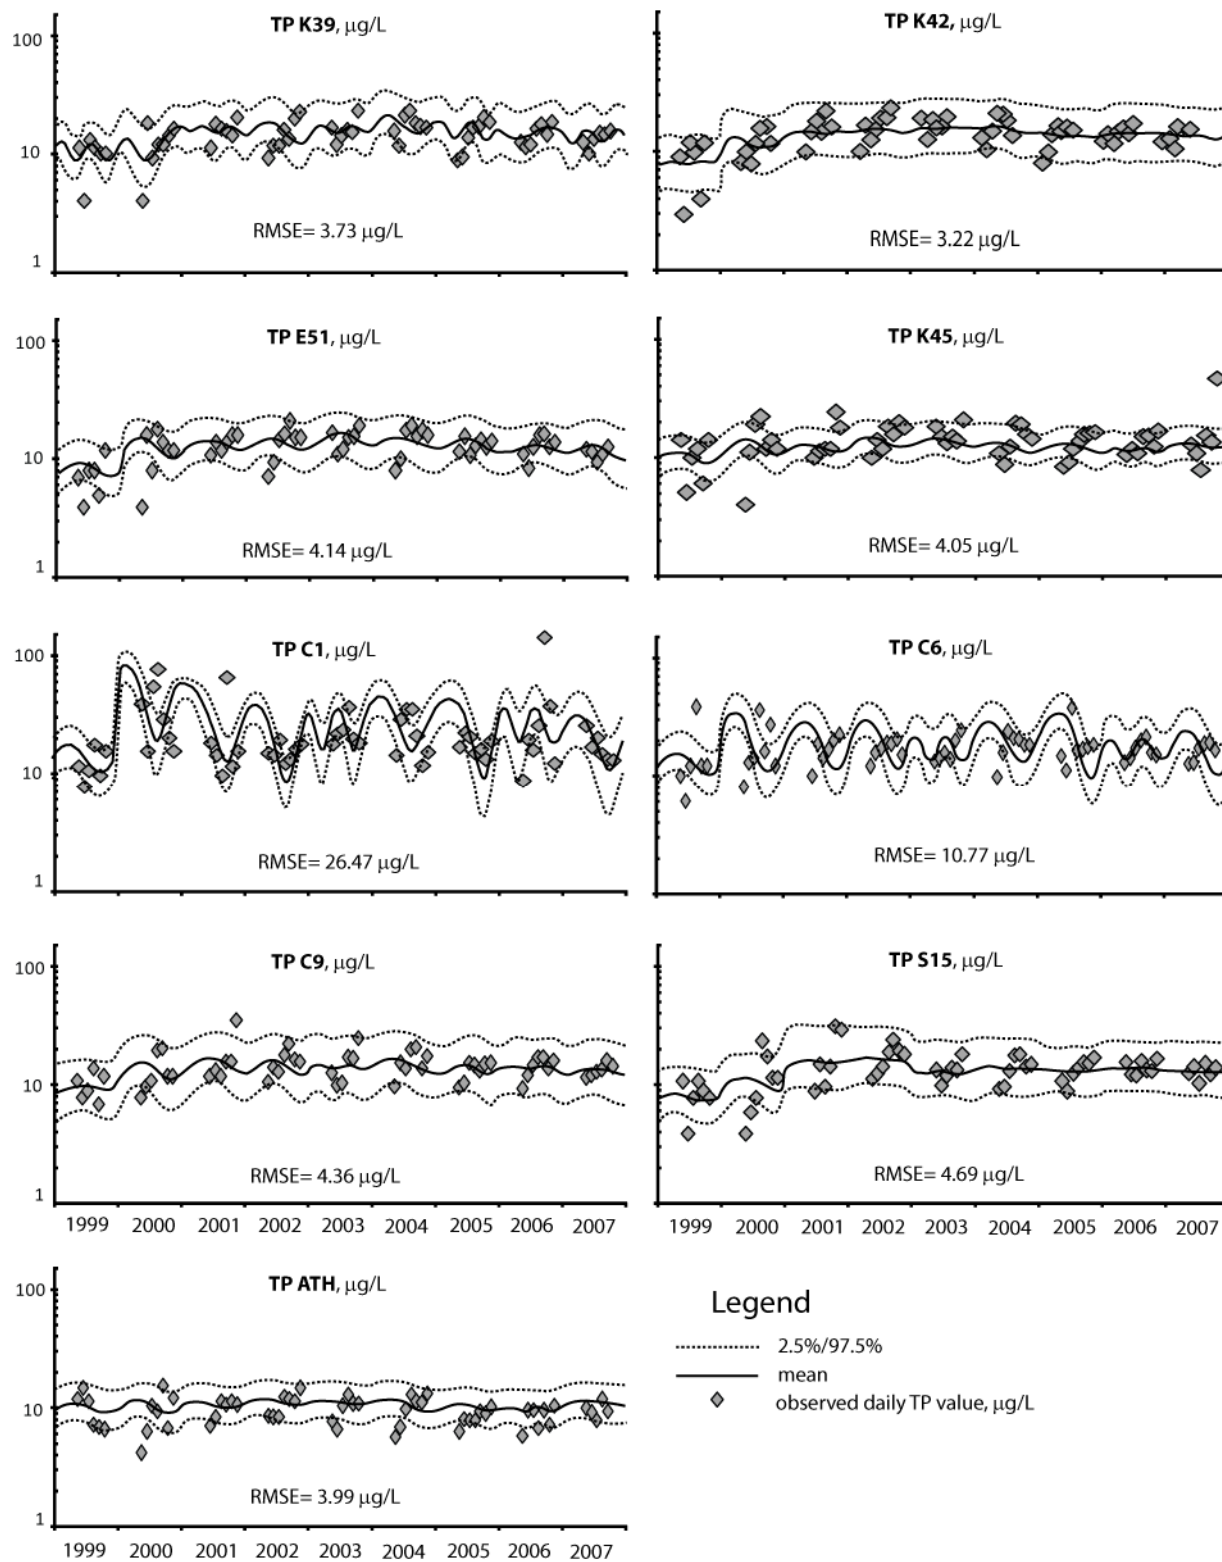 TP K39, µg/L
TP K42, µg/L
100
10
1
RMSE= 3.73 µg/L
RMSE= 3.22 µg/L
TP E51, µg/L
TP K45, µg/L
100
10
1
RMSE= 4.14 µg/L
RMSE= 4.05 µg/L
TP C1, µg/L
TP C6, µg/L
100
10
1
RMSE= 26.47 µg/L
RMSE= 10.77 µg/L
TP C9, µg/L
TP S15, µg/L
100
10
1
RMSE= 4.36 µg/L
RMSE= 4.69 µg/L
1999 2000 2001 2002 2003 2004 2005 2006 2007
1999 2000 2001 2002 2003 2004 2005 2006 2007
TP ATH, µg/L
100
10
1
RMSE= 3.99 µg/L
1999 2000 2001 2002 2003 2004 2005 2006 2007
Legend
2.5%/97.5%
mean
observed daily TP value, µg/L